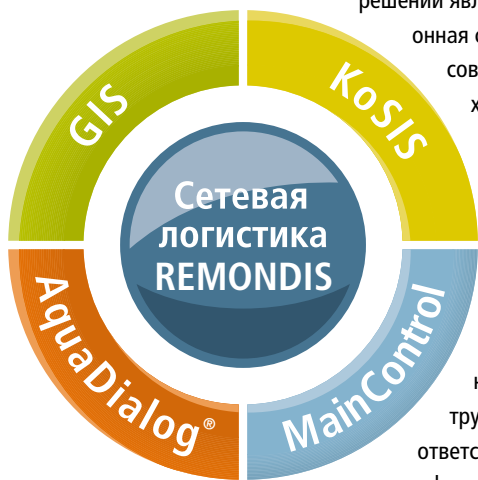 решений явл
онная с
сов
х
GIS
KoSIS
Сетевая
логистика
REMONDIS
AquaDialog®
MainControl
тру
ответс